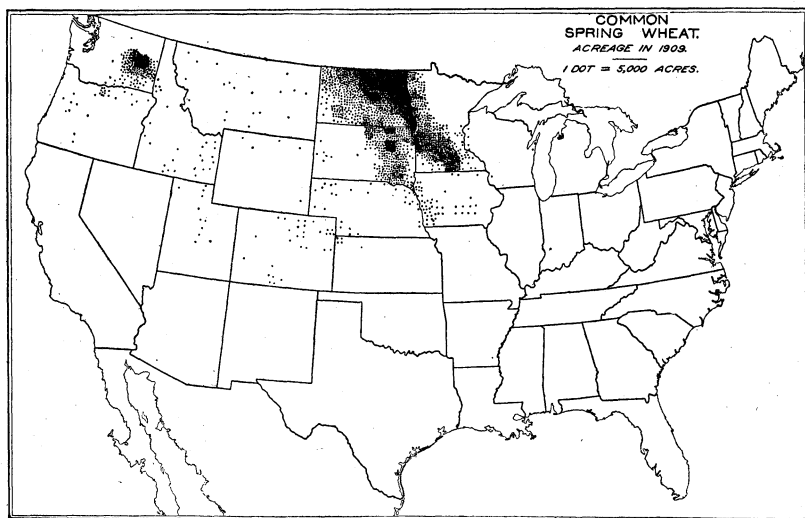 COMMON
SPRING WHEAT.
ACREAGE IN 1909.
1 DOT = 5,000 ACRES.